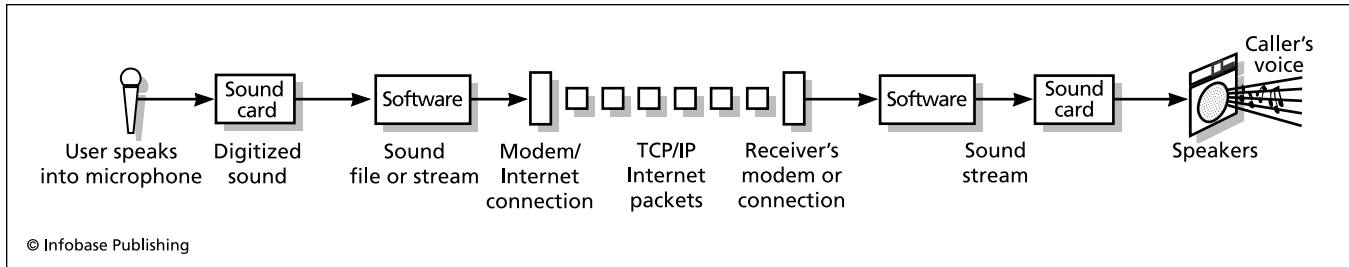 Caller's
voice
Sound
card
Software
Software
Sound
card
User speaks
into microphone
Digitized
sound
Sound
file or stream
Modem/
Internet
connection
TCP/IP
Internet
packets
Receiver's
modem or
connection
Sound
stream
Speakers
© Infobase Publishing